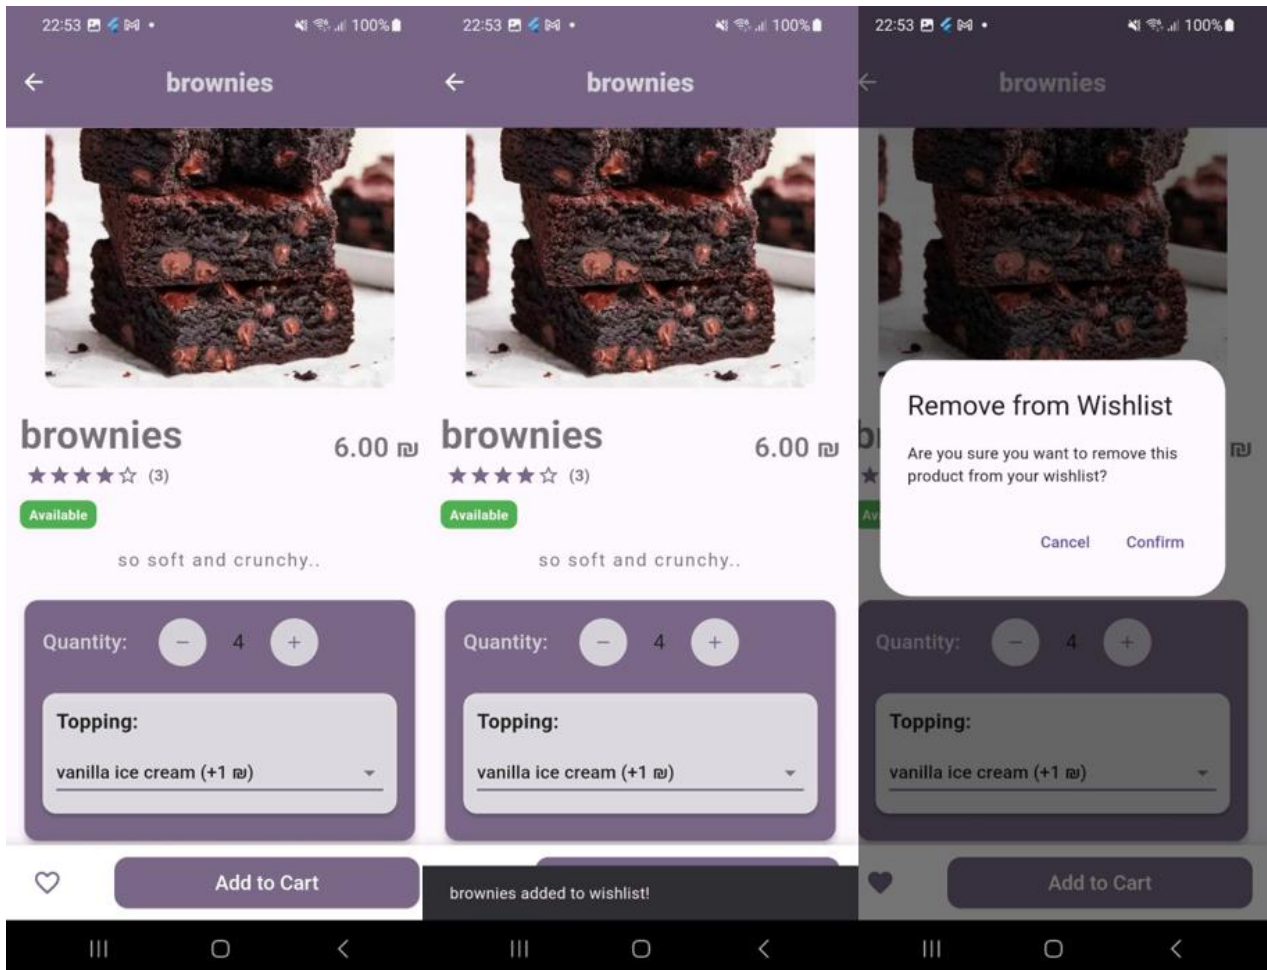 22:53
100%
brownies
brownies
6.00 ₪
(3)
Available
so soft and crunchy..
Quantity:
−
4
+
Topping:
vanilla ice cream (+1 ₪)
Add to Cart
22:53
100%
brownies
brownies
6.00 ₪
(3)
Available
so soft and crunchy..
Quantity:
−
4
+
Topping:
vanilla ice cream (+1 ₪)
brownies added to wishlist!
22:53
100%
brownies
Remove from Wishlist
Are you sure you want to remove this
product from your wishlist?
Cancel
Confirm
₪
Quantity:
−
4
+
Topping:
vanilla ice cream (+1 ₪)
Add to Cart